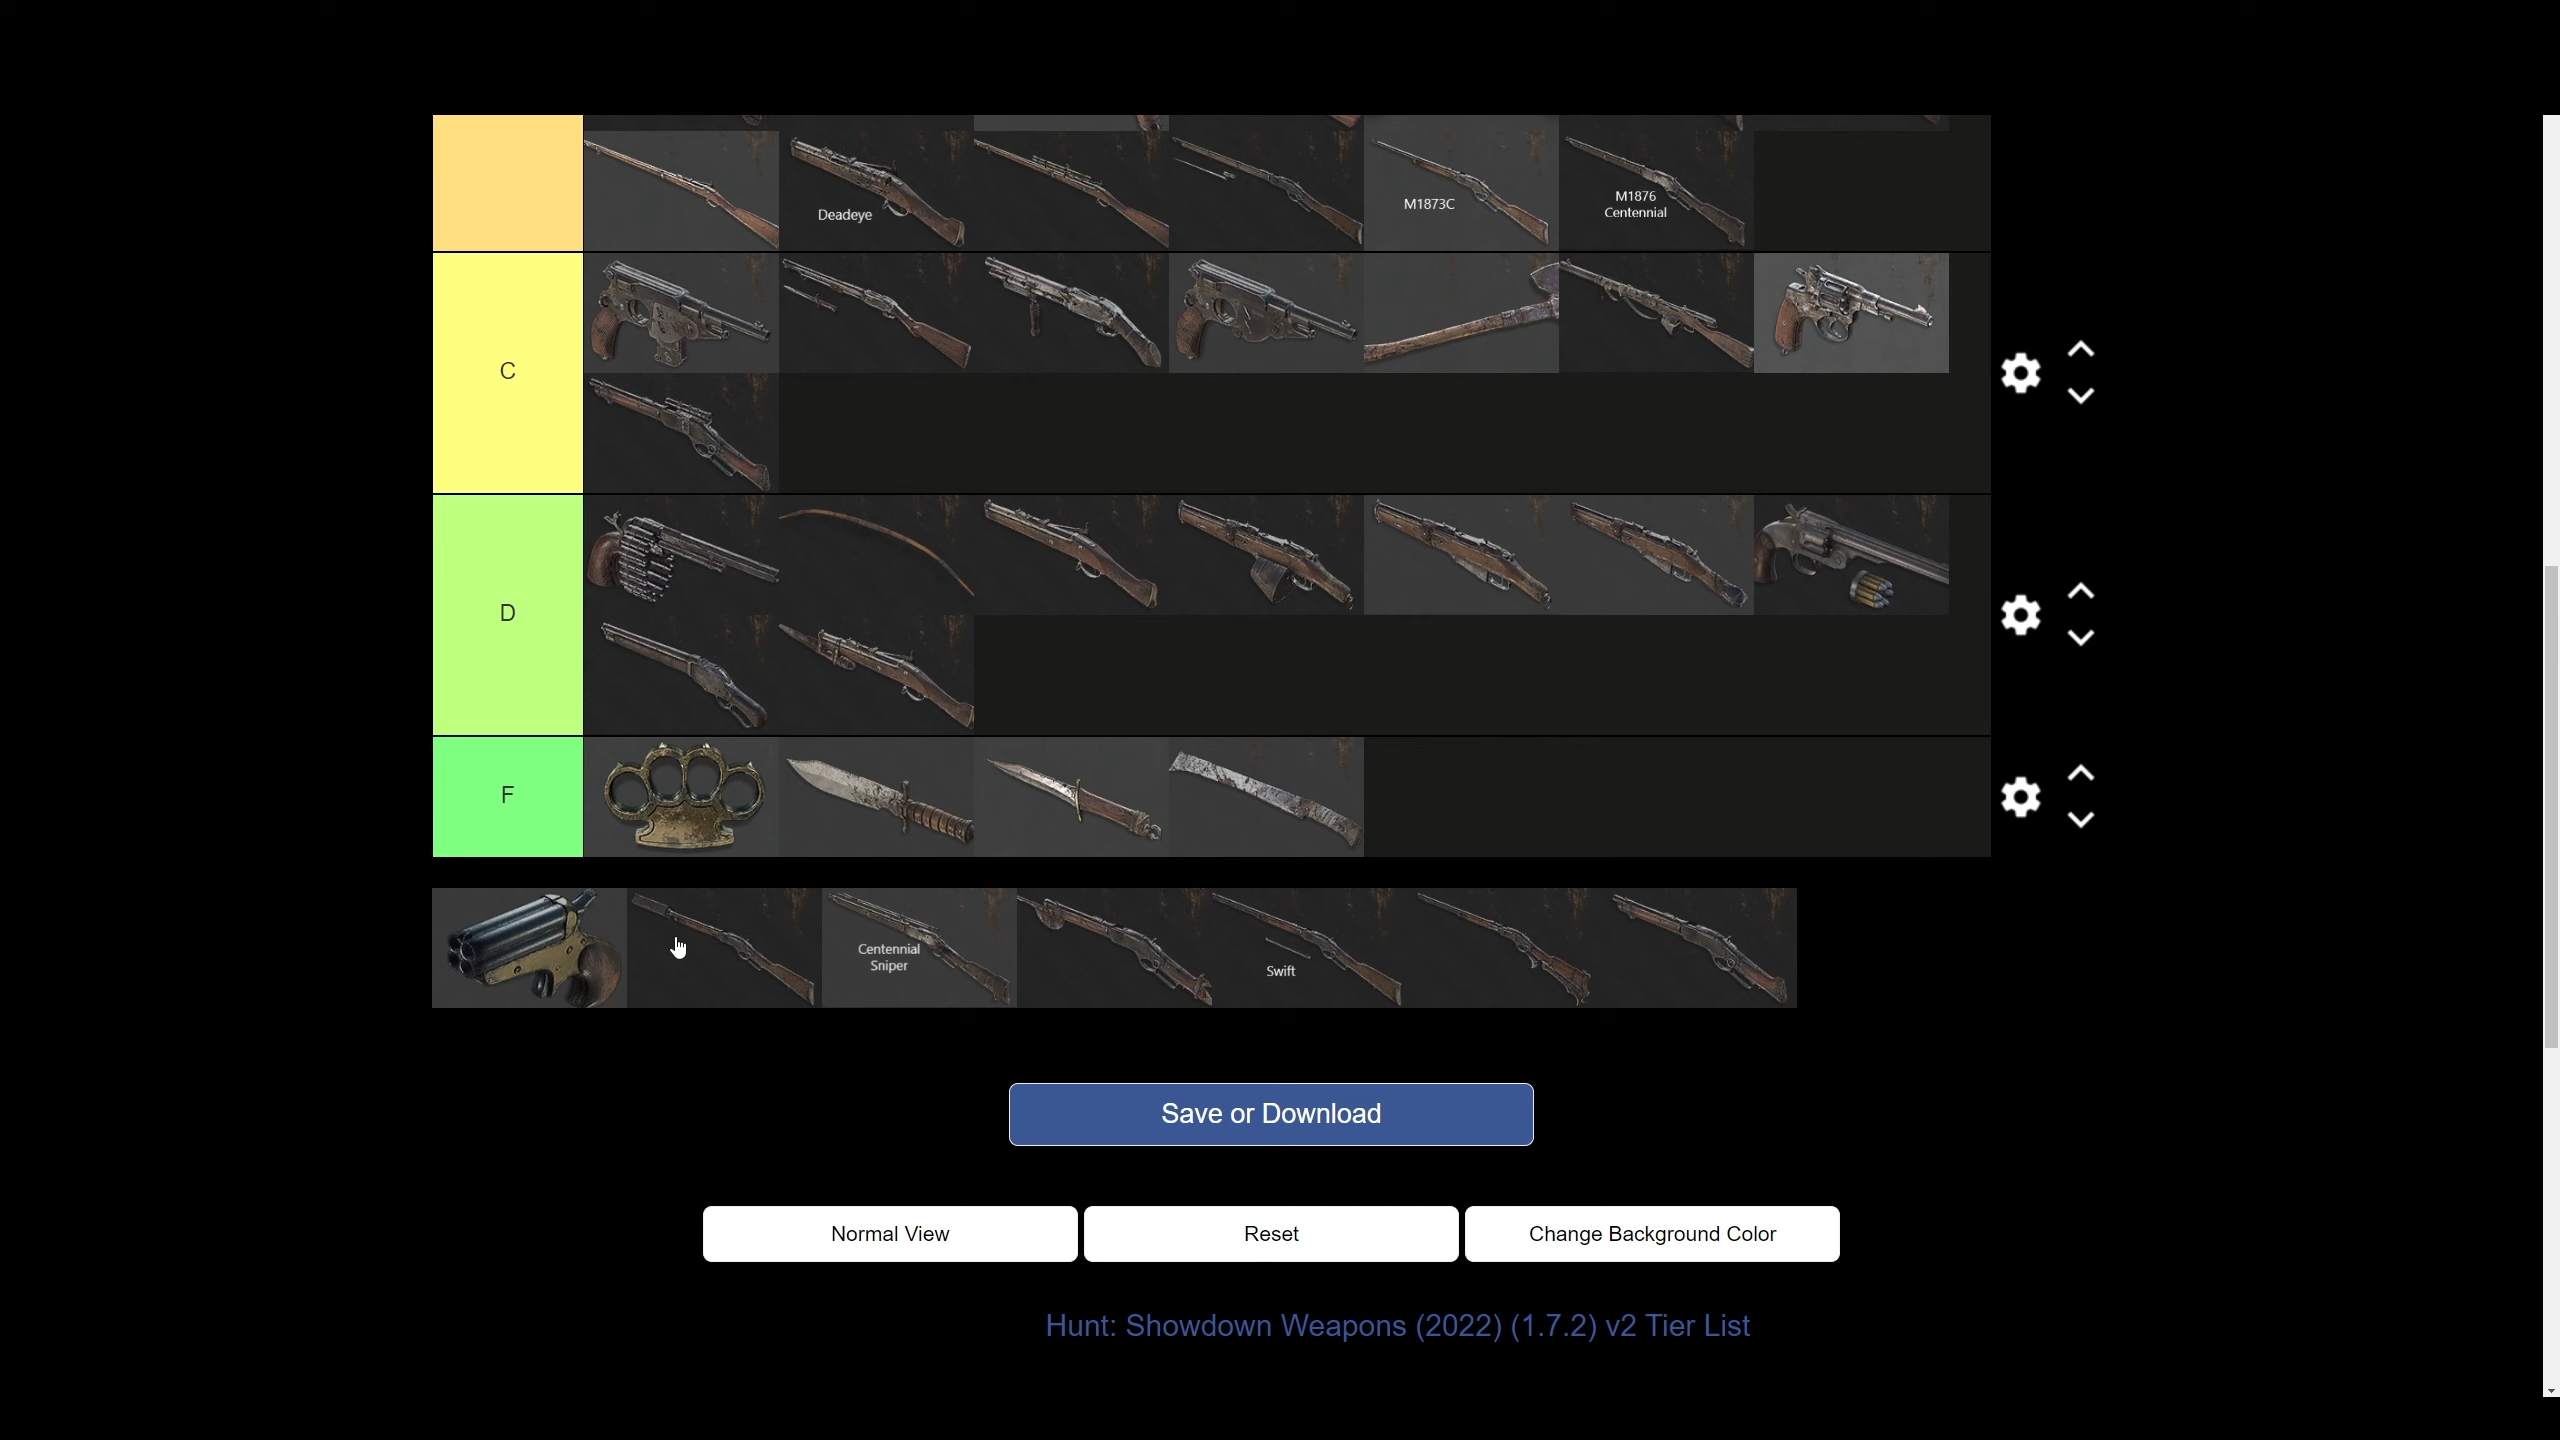 Deadeye
M1873C
M1876
Centennial
C
D
F
Centennial
Sniper
Swift
Save or Download
Normal View
Reset
Change Background Color
Hunt: Showdown Weapons (2022) (1.7.2) v2 Tier List